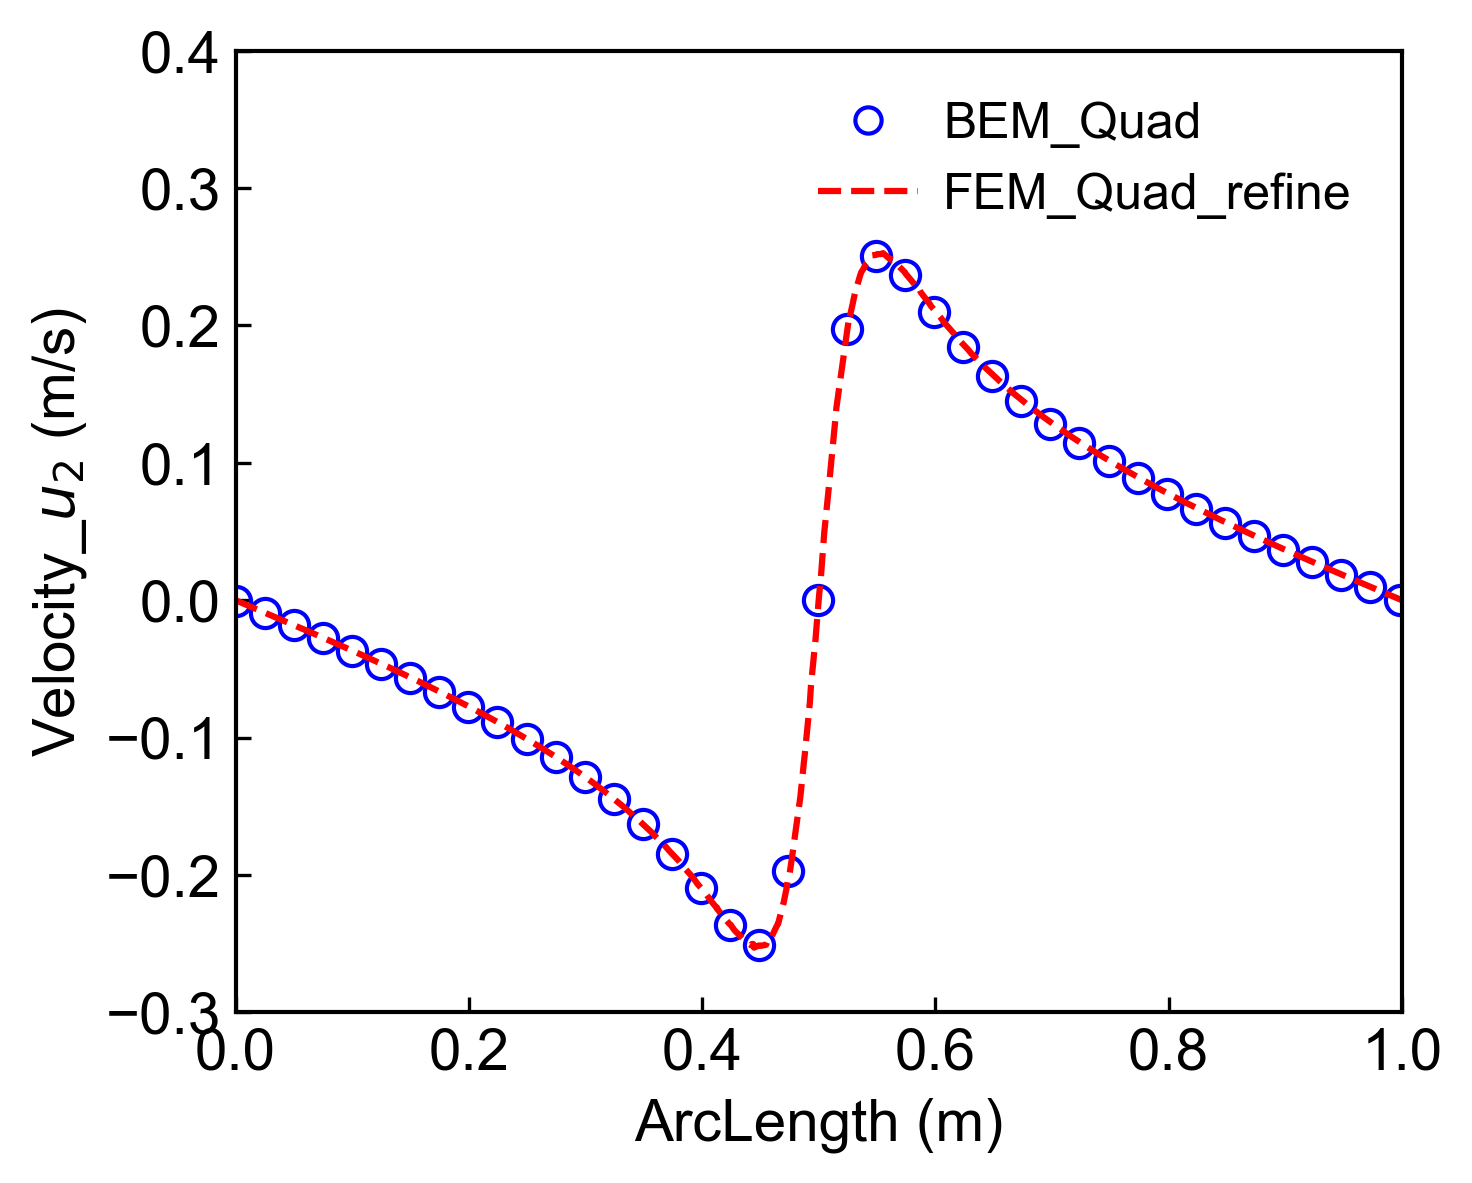 0.4
0.3
0.2
0.1
0.0
−0.1
−0.2
−0.3
Velocity_u₂ (m/s)
BEM_Quad
FEM_Quad_refine
0.0 0.2 0.4 0.6 0.8 1.0
ArcLength (m)